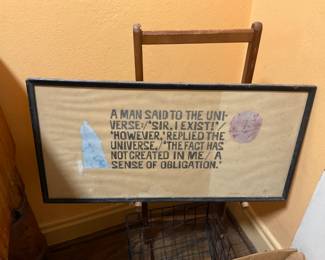 A MAN SAID TO THE UNI-
VERSE:/"SIR, I EXIST!"/
"HOWEVER," REPLIED THE
UNIVERSE,/"THE FACT HAS
NOT CREATED IN ME/A
SENSE OF OBLIGATION."